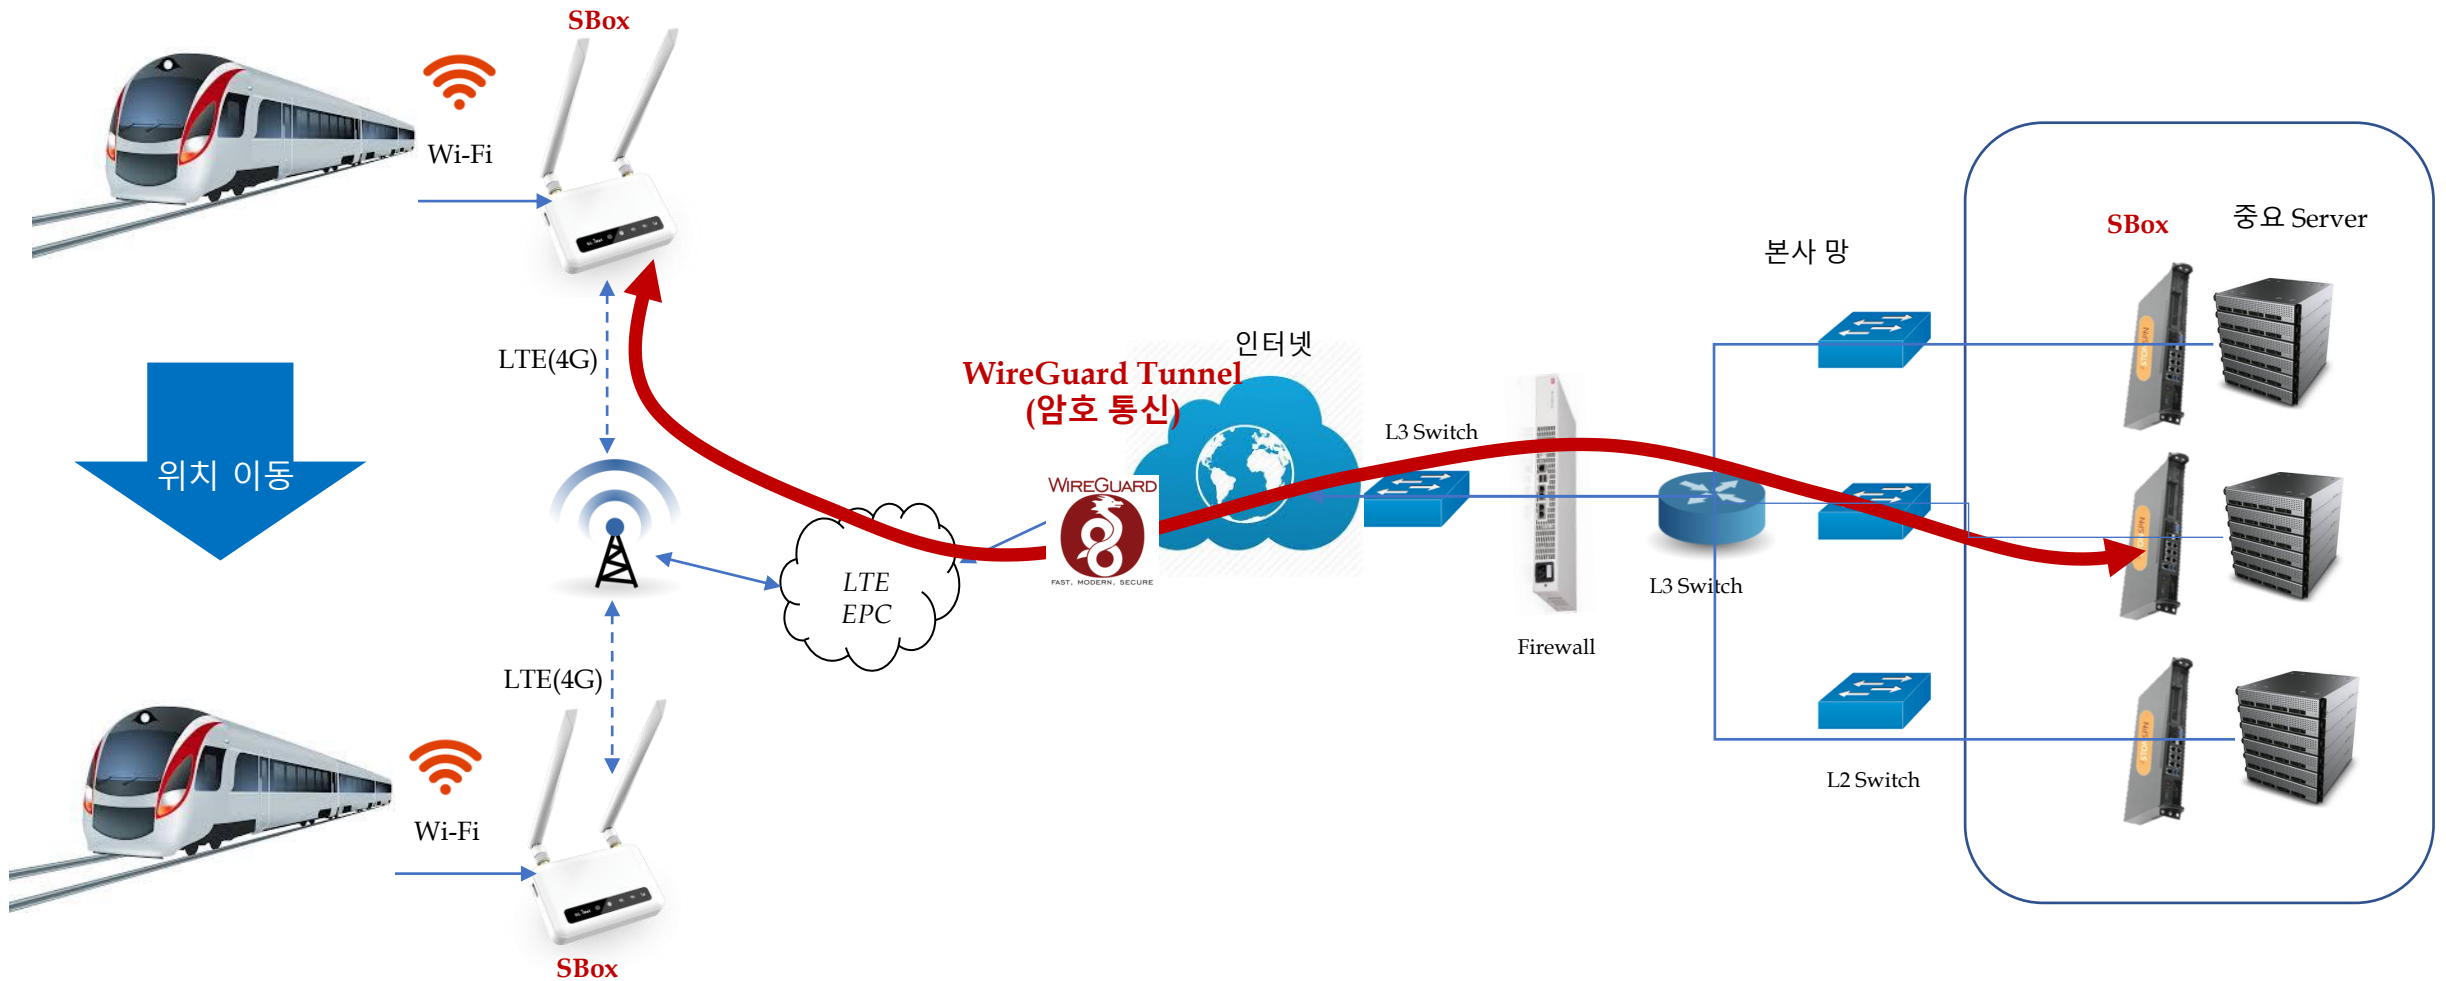 SBox
Wi-Fi
LTE(4G)
위치 이동
LTE(4G)
Wi-Fi
SBox
LTE
EPC
인터넷
WireGuard Tunnel
(암호 통신)
WIREGUARD
FAST, MODERN, SECURE
L3 Switch
Firewall
L3 Switch
본사 망
L2 Switch
SBox
중요 Server